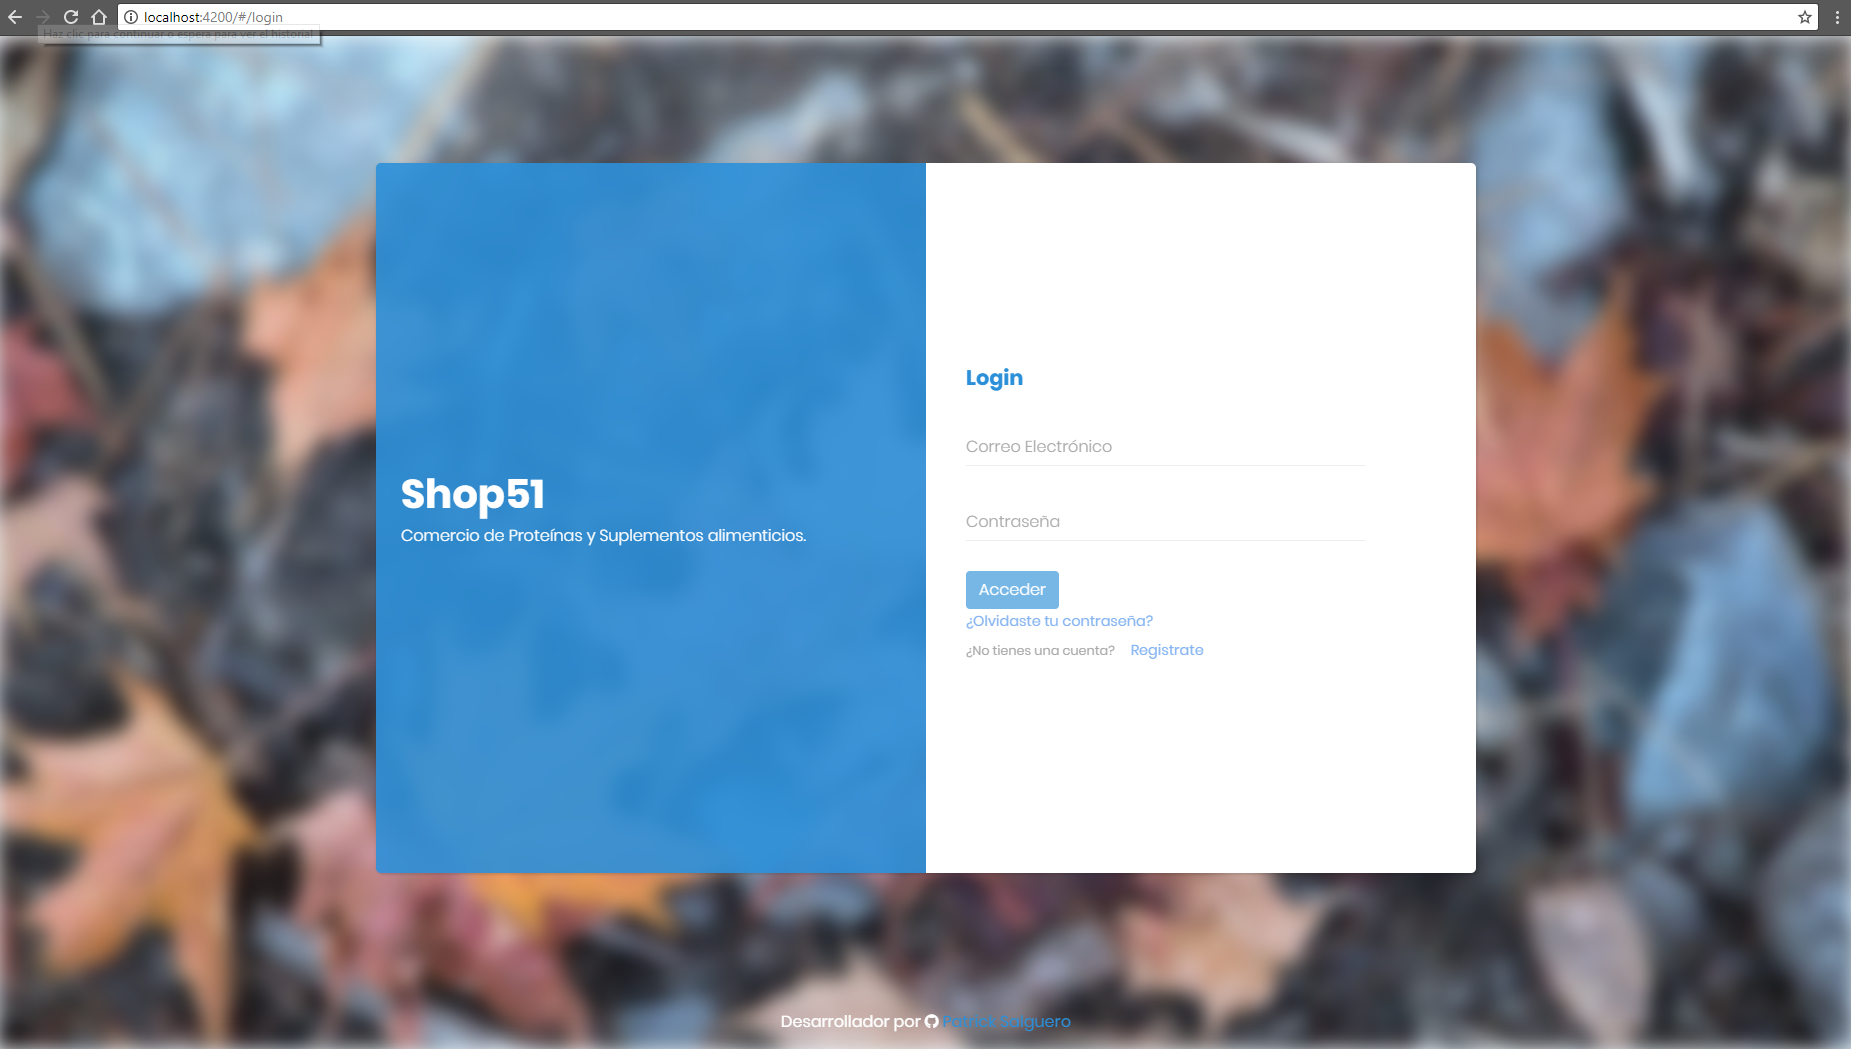 localhost:4200/#/login
Haz clic para continuar o espera para ver el historial
Shop51
Comercio de Proteínas y Suplementos alimenticios.
Login
Correo Electrónico
Contraseña
Acceder
¿Olvidaste tu contraseña?
¿No tienes una cuenta? Registrate
Desarrollador por Patrick Sulguero